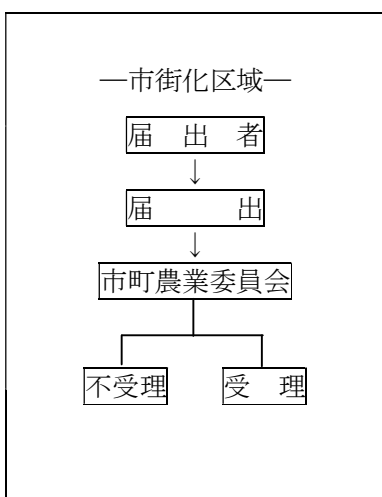 ―市街化区域―
届 出 者
↓
届 出
↓
市町農業委員会
不受理 受 理